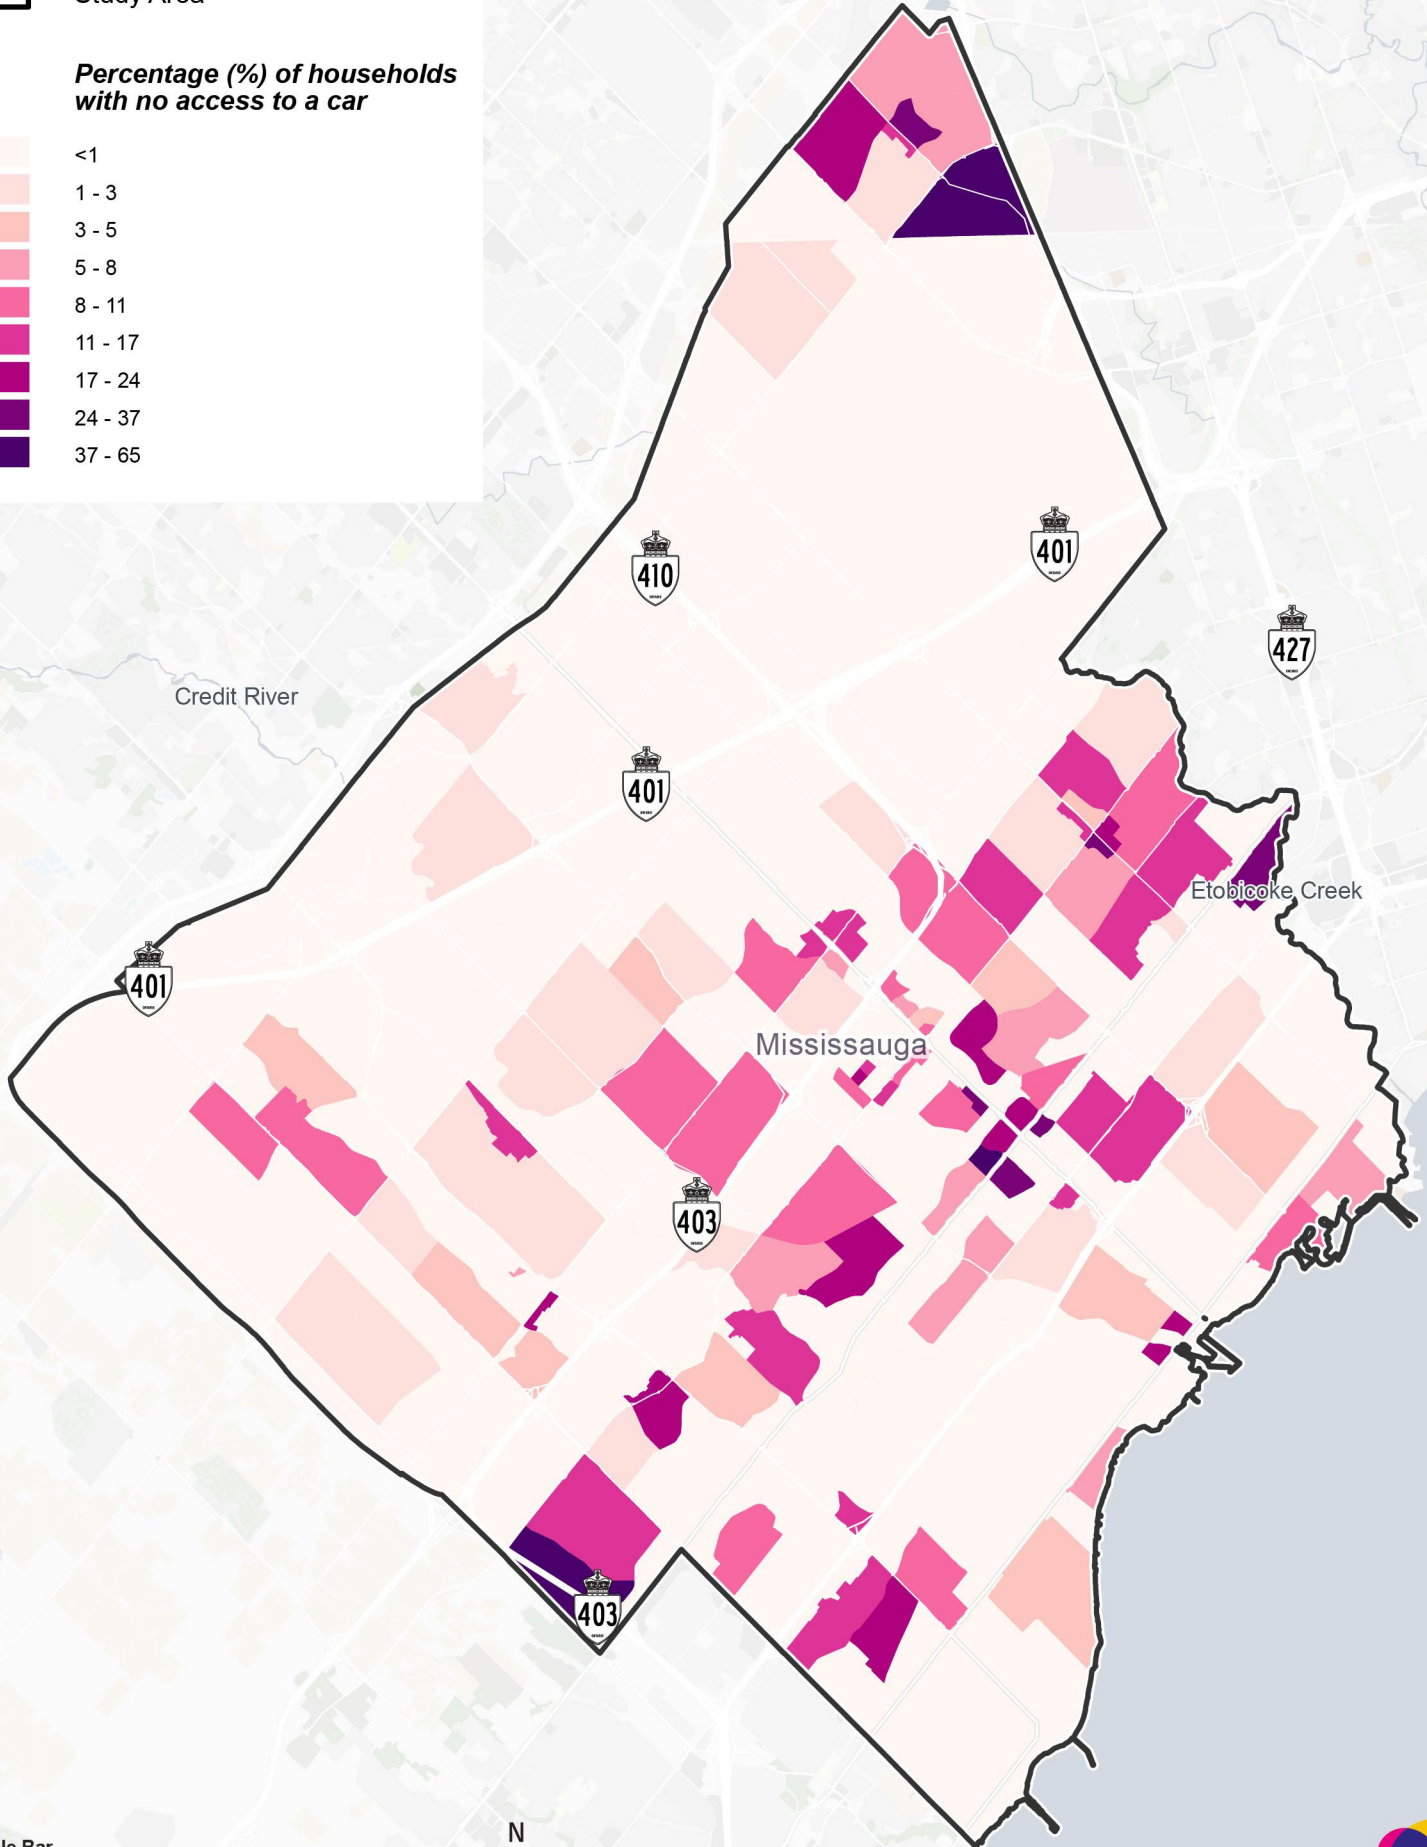 Study Area
Percentage (%) of households
with no access to a car
<1
1 - 3
3 - 5
5 - 8
8 - 11
11 - 17
17 - 24
24 - 37
37 - 65
410
401
427
Credit River
401
Etobicoke Creek
401
Mississauga
403
403
N
le Bar